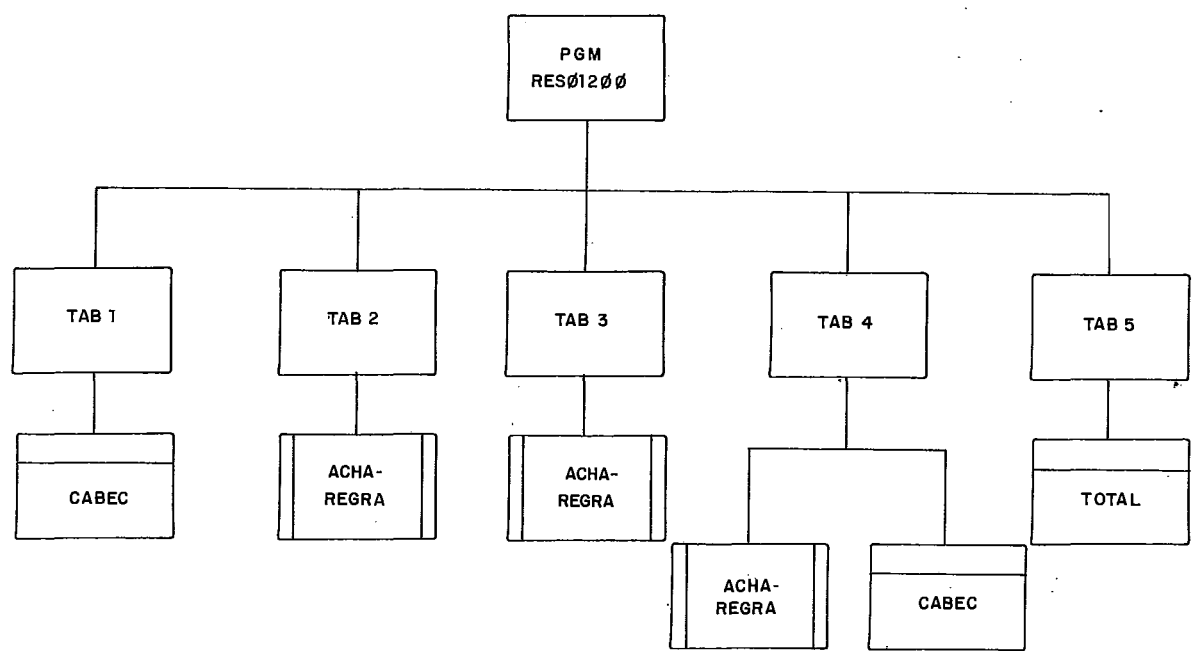 PGM
RESØ12ØØ
TAB 1
TAB 2
TAB 3
TAB 4
TAB 5
CABEC
ACHA-
REGRA
ACHA-
REGRA
TOTAL
ACHA-
REGRA
CABEC